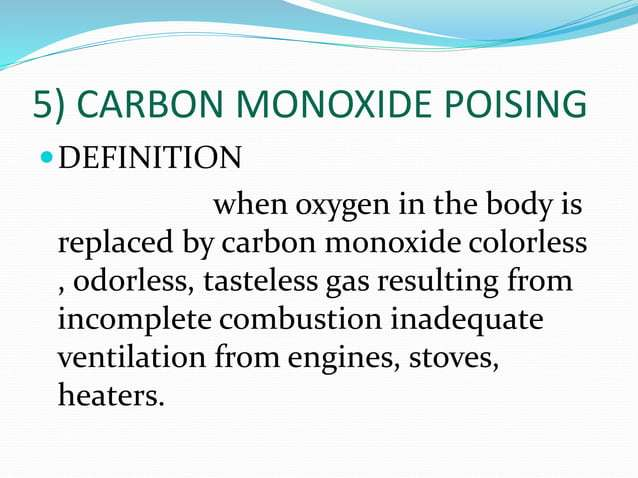 5) CARBON MONOXIDE POISING
DEFINITION
when oxygen in the body is
replaced by carbon monoxide colorless
, odorless, tasteless gas resulting from
incomplete combustion inadequate
ventilation from engines, stoves,
heaters.